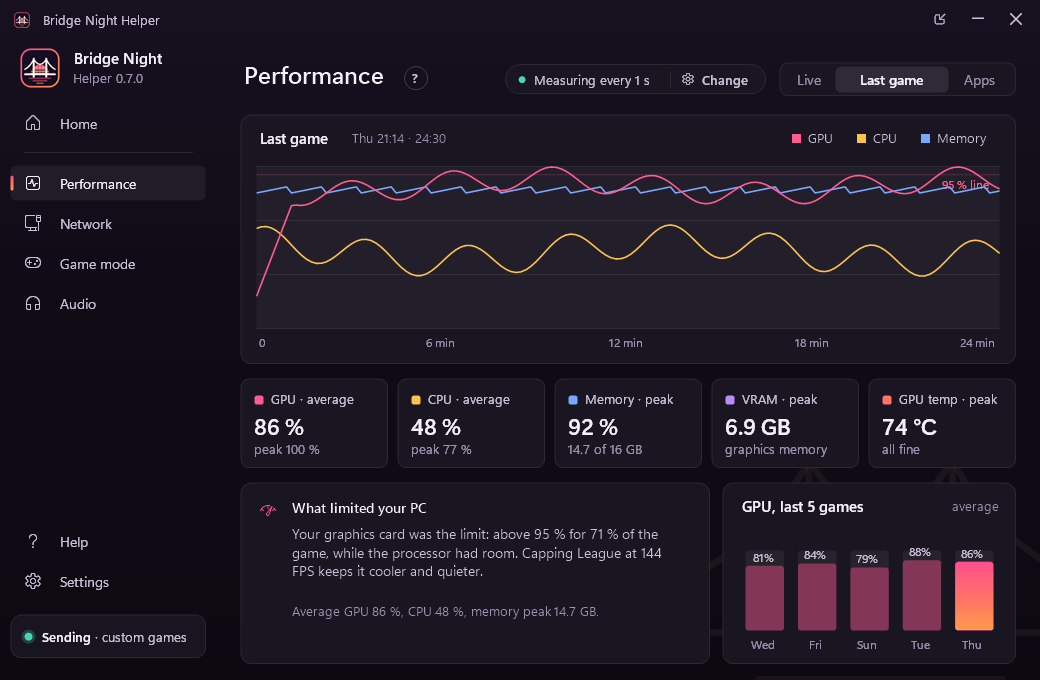 Bridge Night Helper
Bridge Night
Helper 0.7.0
Home
Performance
Network
Game mode
Audio
? Help
Settings
Sending · custom games
Performance
?
Measuring every 1 s
Change
Live
Last game
Apps
Last game
Thu 21:14 · 24:30
GPU
CPU
Memory
95 % line
0
6 min
12 min
18 min
24 min
GPU · average
86 %
peak 100 %
CPU · average
48 %
peak 77 %
Memory · peak
92 %
14.7 of 16 GB
VRAM · peak
6.9 GB
graphics memory
GPU temp · peak
74 °C
all fine
What limited your PC
Your graphics card was the limit: above 95 % for 71 % of the
game, while the processor had room. Capping League at 144
FPS keeps it cooler and quieter.
Average GPU 86 %, CPU 48 %, memory peak 14.7 GB.
GPU, last 5 games
average
81%
84%
79%
88%
86%
Wed
Fri
Sun
Tue
Thu